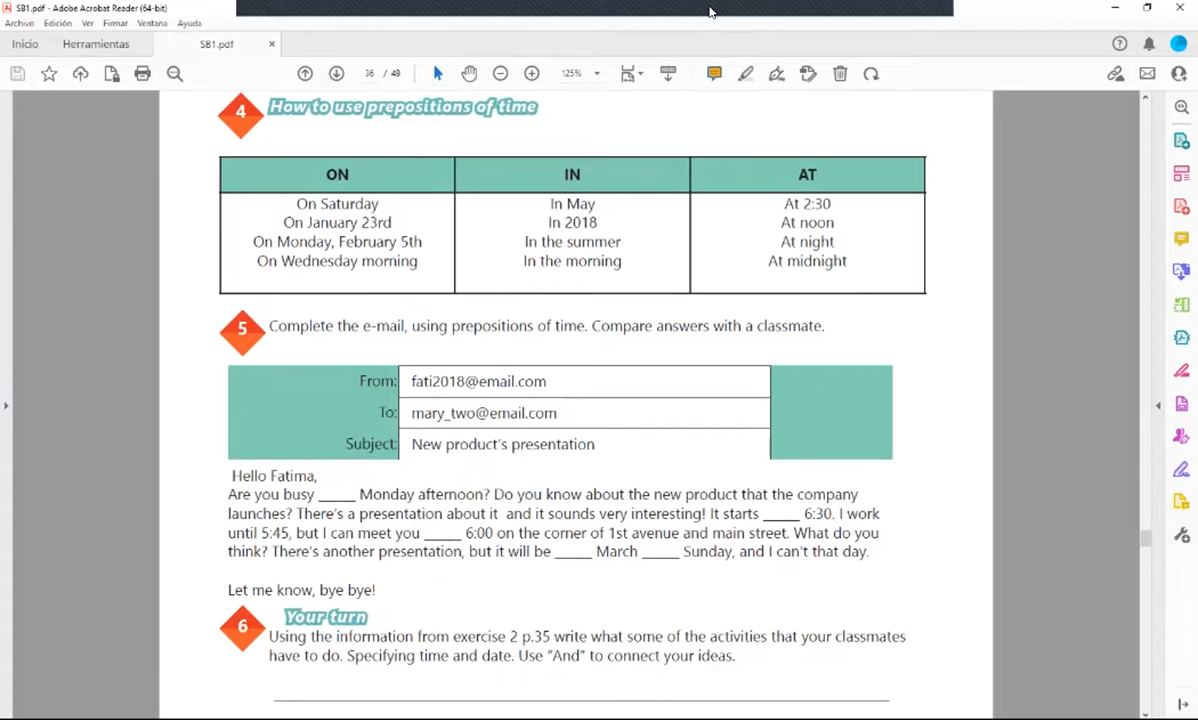 SB1.pdf - Adobe Acrobat Reader (64-bit)
Archivo Edición Ver Firmar Ventana Ayuda
Inicio Herramientas SB1.pdf ×
36 / 49 125%
4 How to use prepositions of time
ON IN AT
On Saturday In May At 2:30
On January 23rd In 2018 At noon
On Monday, February 5th In the summer At night
On Wednesday morning In the morning At midnight
5 Complete the e-mail, using prepositions of time. Compare answers with a classmate.
From: fati2018@email.com
To: mary_two@email.com
Subject: New product's presentation
Hello Fatima,
Are you busy _____ Monday afternoon? Do you know about the new product that the company
launches? There's a presentation about it and it sounds very interesting! It starts _____ 6:30. I work
until 5:45, but I can meet you _____ 6:00 on the corner of 1st avenue and main street. What do you
think? There's another presentation, but it will be _____ March _____ Sunday, and I can't that day.
Let me know, bye bye!
6 Your turn
Using the information from exercise 2 p.35 write what some of the activities that your classmates
have to do. Specifying time and date. Use "And" to connect your ideas.